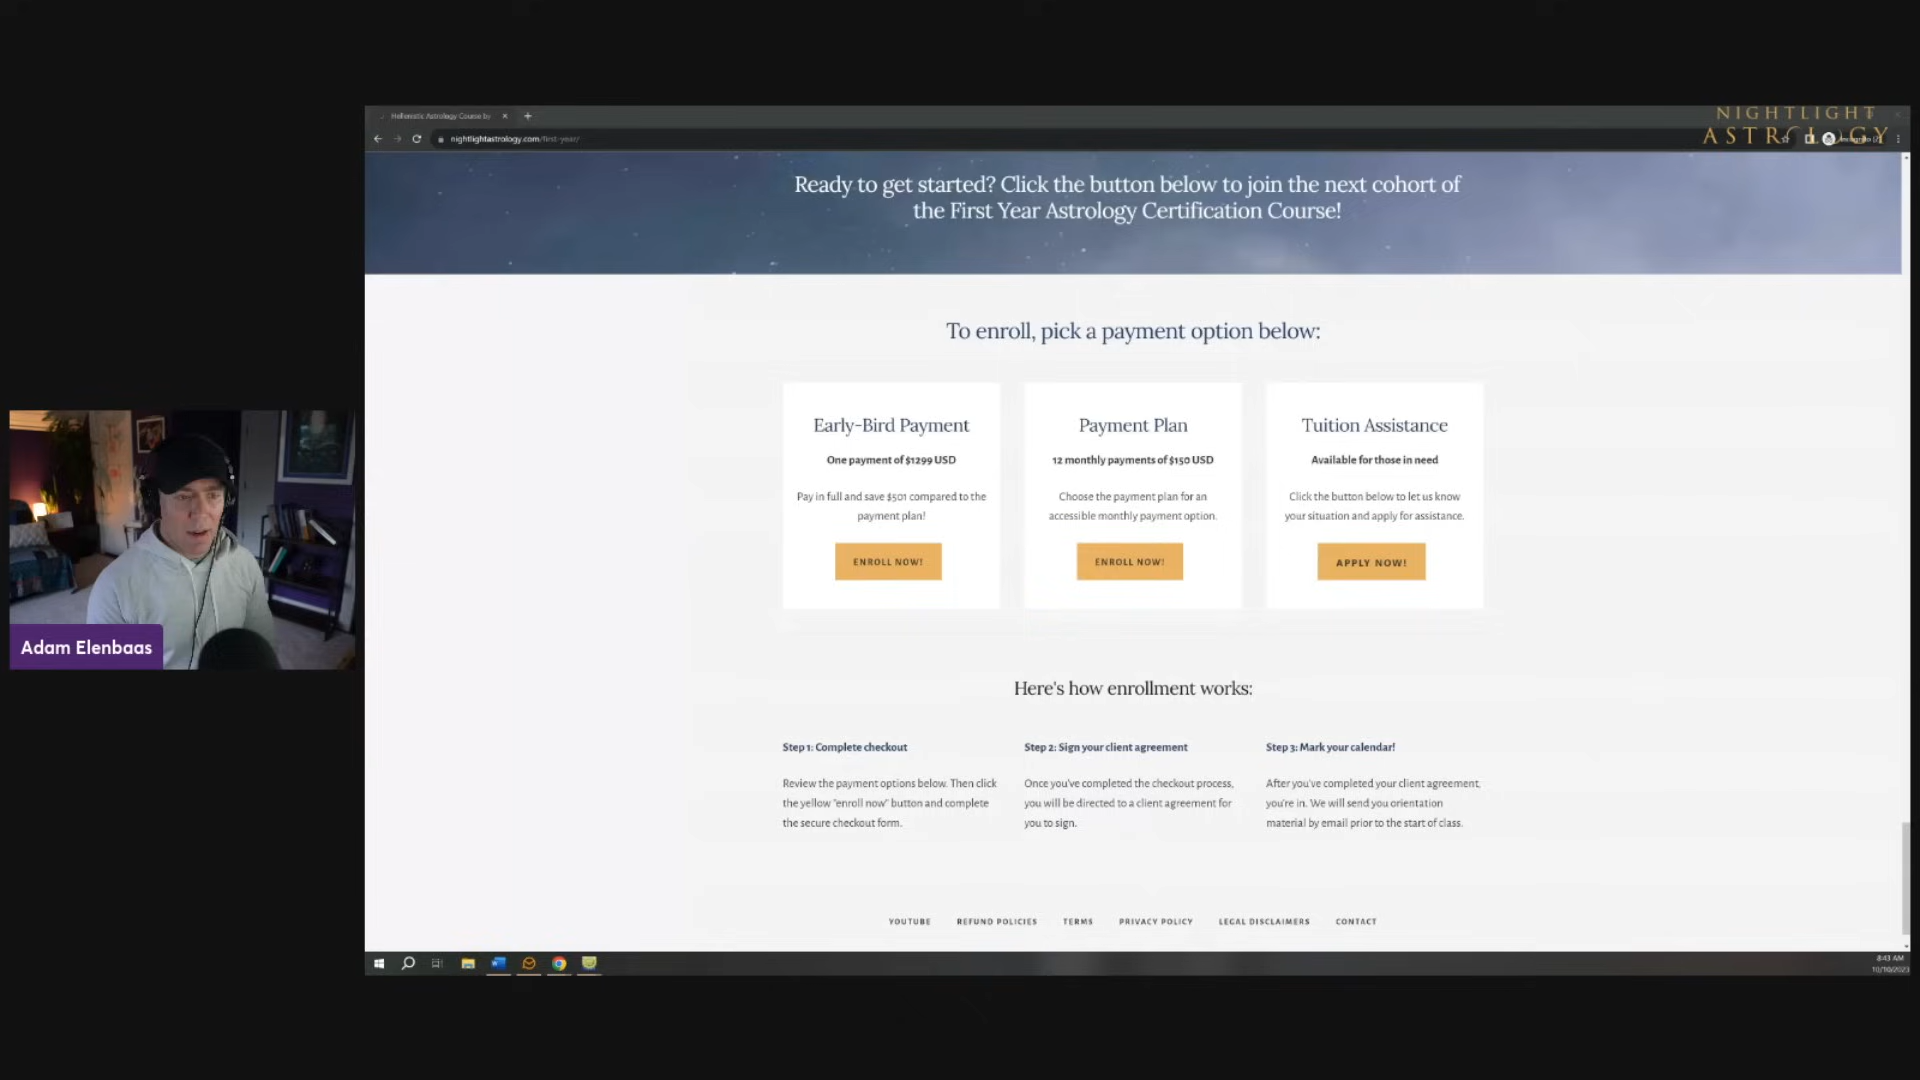 NIGHTLIGHT
ASTROLOGY
Hellenistic Astrology Course by
nightlightastrology.com/first-year/
Ready to get started? Click the button below to join the next cohort of
the First Year Astrology Certification Course!
To enroll, pick a payment option below:
Early-Bird Payment
One payment of $1299 USD
Pay in full and save $501 compared to the
payment plan!
ENROLL NOW!
Payment Plan
12 monthly payments of $150 USD
Choose the payment plan for an
accessible monthly payment option.
ENROLL NOW!
Tuition Assistance
Available for those in need
Click the button below to let us know
your situation and apply for assistance.
APPLY NOW!
Adam Elenbaas
Here's how enrollment works:
Step 1: Complete checkout
Review the payment options below. Then click
the yellow "enroll now" button and complete
the secure checkout form.
Step 2: Sign your client agreement
Once you've completed the checkout process,
you will be directed to a client agreement for
you to sign.
Step 3: Mark your calendar!
After you've completed your client agreement,
you're in. We will send you orientation
material by email prior to the start of class.
YOUTUBE REFUND POLICIES TERMS PRIVACY POLICY LEGAL DISCLAIMERS CONTACT
8:43 AM